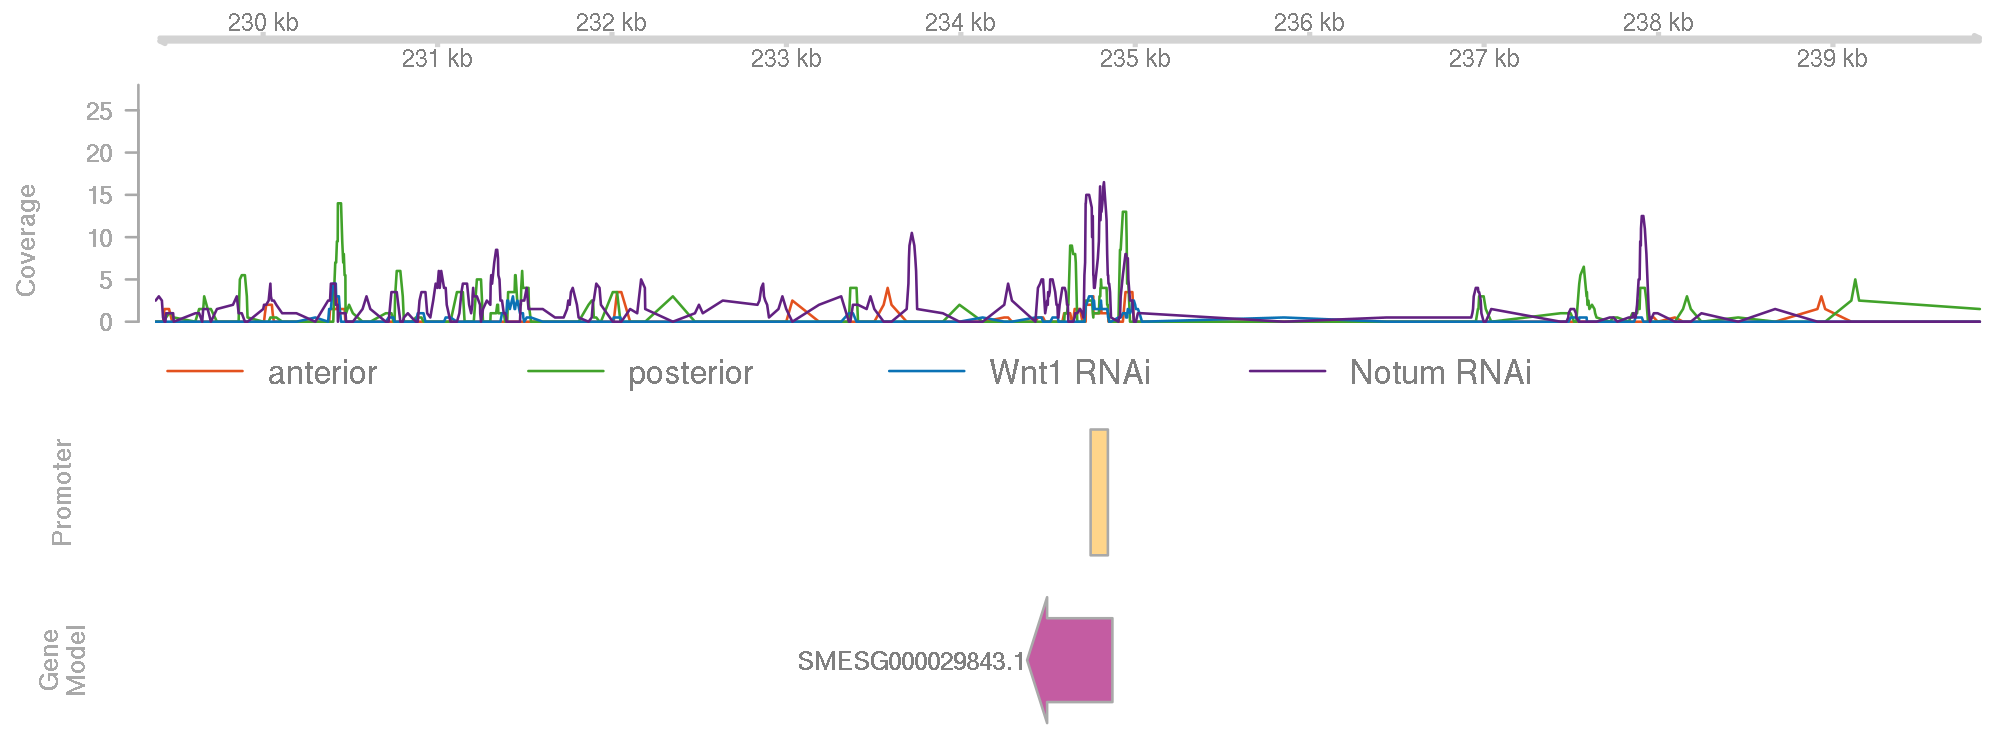 230 kb 232 kb 234 kb 236 kb 238 kb
231 kb 233 kb 235 kb 237 kb 239 kb
Coverage
25
20
15
10
5
0
anterior posterior Wnt1 RNAi Notum RNAi
Promoter
Gene
Model
SMESG000029843.1